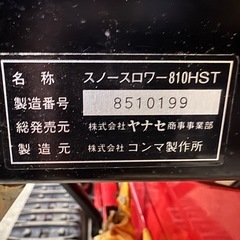 名称 スノースロワー810HST
製造番号 8510199
総発売元 株式会社 ヤナセ商事事業部
製造元 株式会社 コンマ製作所